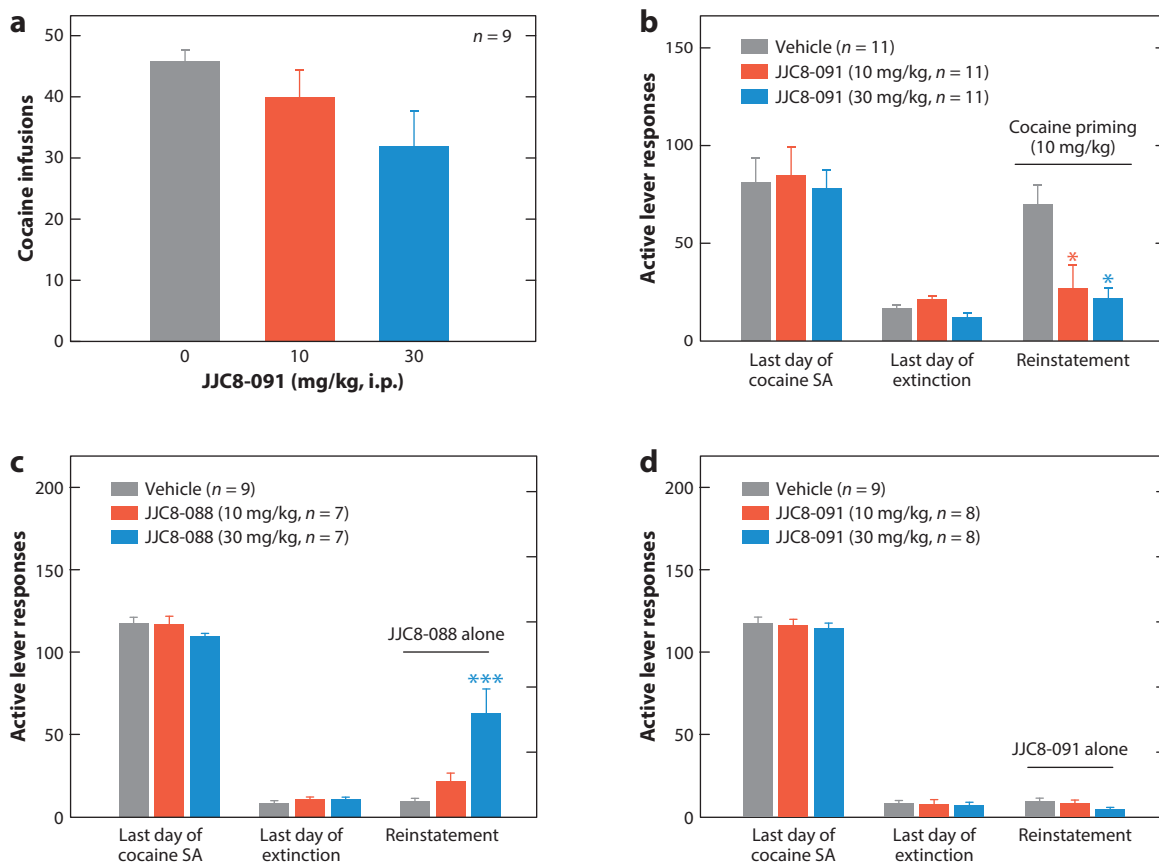 a
n = 9
50
40
30
20
10
0
Cocaine infusions
0
10
30
JJC8-091 (mg/kg, i.p.)
b
150
100
50
0
Active lever responses
Vehicle (n = 11)
JJC8-091 (10 mg/kg, n = 11)
JJC8-091 (30 mg/kg, n = 11)
Cocaine priming
(10 mg/kg)
*
*
Last day of
cocaine SA
Last day of
extinction
Reinstatement
c
200
150
100
50
0
Active lever responses
Vehicle (n = 9)
JJC8-088 (10 mg/kg, n = 7)
JJC8-088 (30 mg/kg, n = 7)
JJC8-088 alone
***
Last day of
cocaine SA
Last day of
extinction
Reinstatement
d
200
150
100
50
0
Active lever responses
Vehicle (n = 9)
JJC8-091 (10 mg/kg, n = 8)
JJC8-091 (30 mg/kg, n = 8)
JJC8-091 alone
Last day of
cocaine SA
Last day of
extinction
Reinstatement